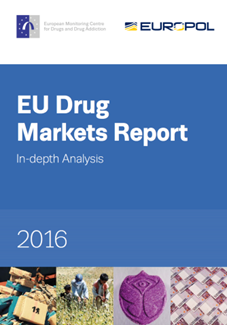 European Monitoring Centre
for Drugs and Drug Addiction
EUROPOL
EU Drug
Markets Report
In-depth Analysis
2016